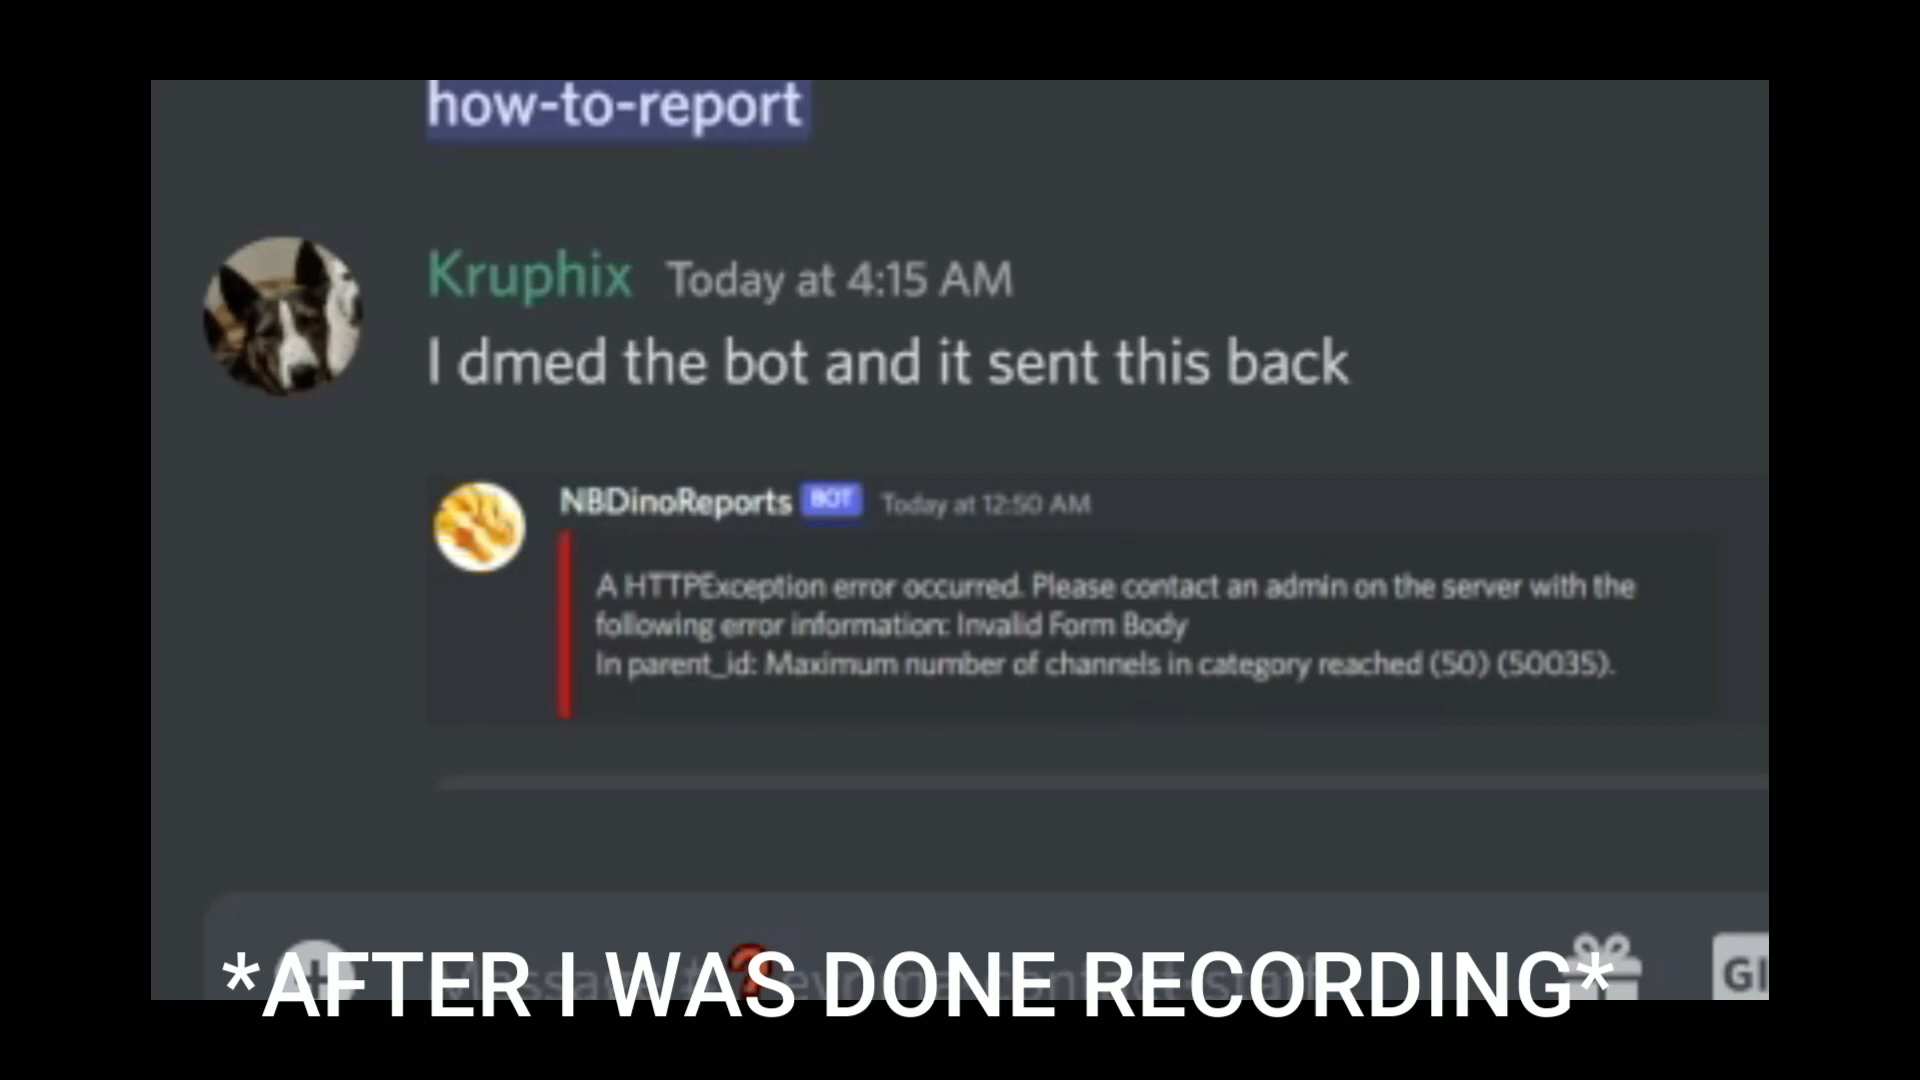 how-to-report
Kruphix Today at 4:15 AM
I dmed the bot and it sent this back
NBDinoReports BOT Today at 12:50 AM
A HTTPException error occurred. Please contact an admin on the server with the
following error information: Invalid Form Body
In parent_id: Maximum number of channels in category reached (50) (50035).
*AFTER I WAS DONE RECORDING*
GI